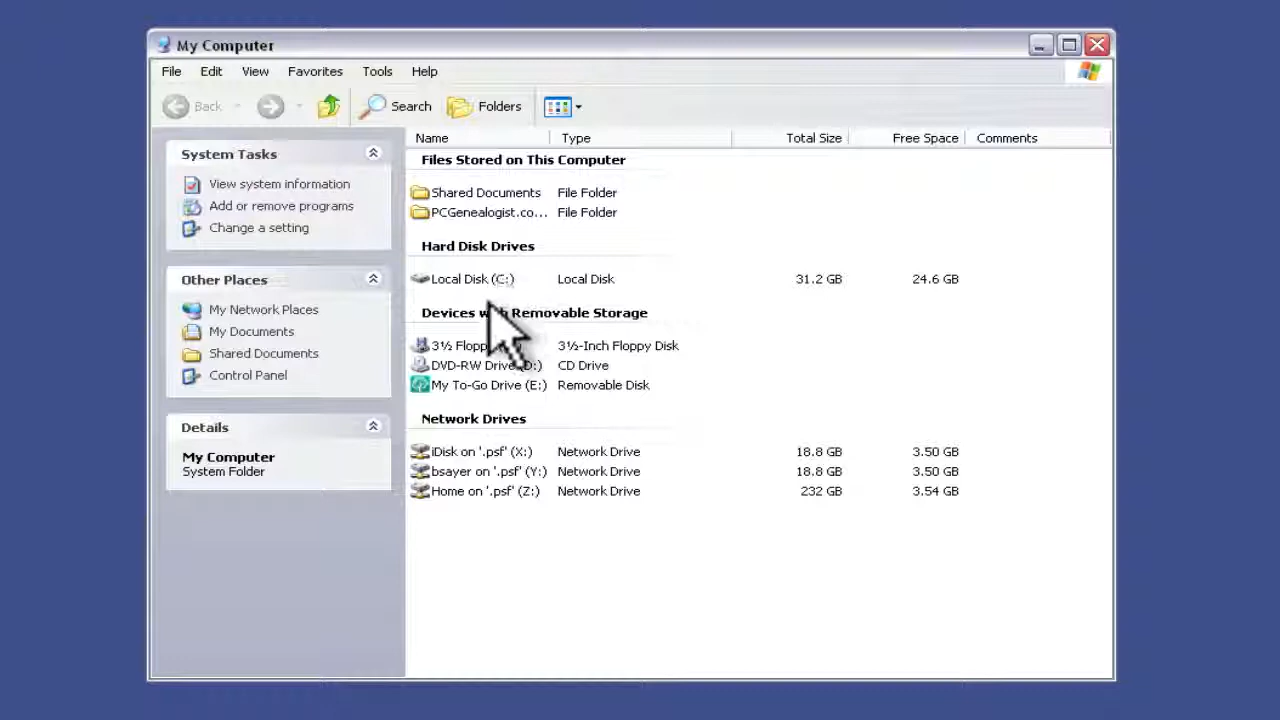 My Computer
File Edit View Favorites Tools Help
Back Search Folders
Name Type Total Size Free Space Comments
System Tasks
View system information
Add or remove programs
Change a setting
Other Places
My Network Places
My Documents
Shared Documents
Control Panel
Details
My Computer
System Folder
Files Stored on This Computer
Shared Documents File Folder
PCGenealogist.co... File Folder
Hard Disk Drives
Local Disk (C:) Local Disk 31.2 GB 24.6 GB
Devices Removable Storage
3½ 3½-Inch Floppy Disk
DVD-RW Drive (D:) CD Drive
My To-Go Drive (E:) Removable Disk
Network Drives
iDisk on '.psf' (X:) Network Drive 18.8 GB 3.50 GB
bsayer on '.psf' (Y:) Network Drive 18.8 GB 3.50 GB
Home on '.psf' (Z:) Network Drive 232 GB 3.54 GB